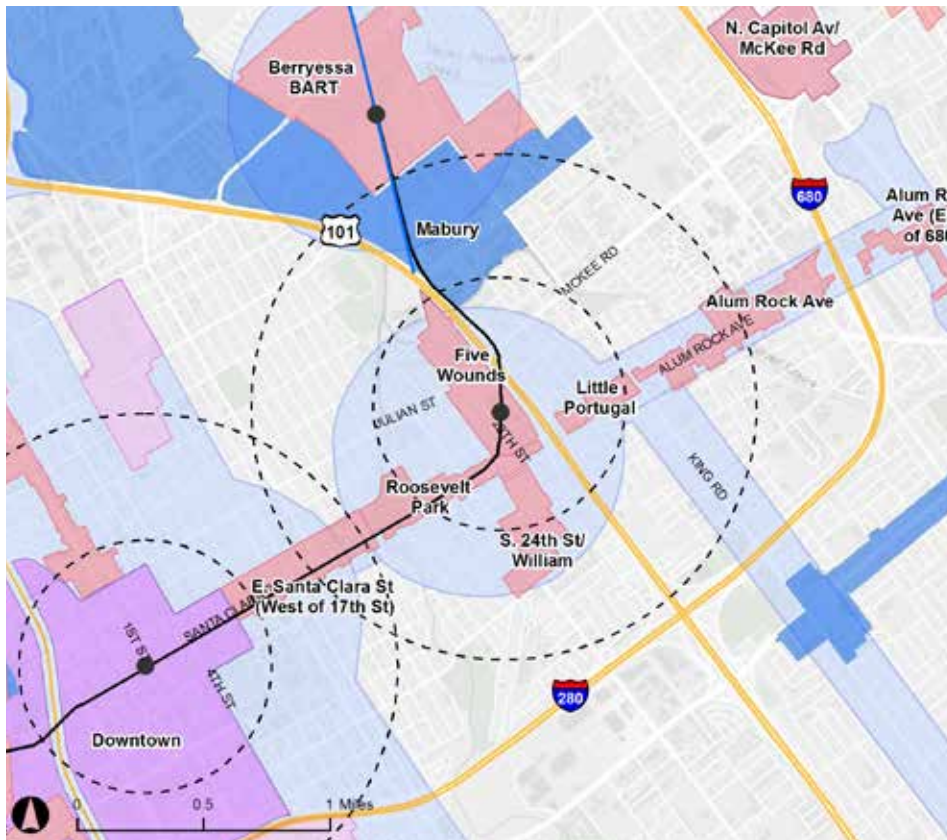 N. Capitol Av/
McKee Rd
Berryessa
BART
680
Alum R
Ave (E
of 680
101
Mabury
MCKEE RD
Alum Rock Ave
ALUM ROCK AVE
Five
Wounds
Little
Portugal
JULIAN ST
TH ST
KING RD
Roosevelt
Park
S. 24th St/
William
E. Santa Clara St
(West of 17th St)
SANTA CLARA
1ST S
4TH ST
280
Downtown
0 0.5 1 Miles